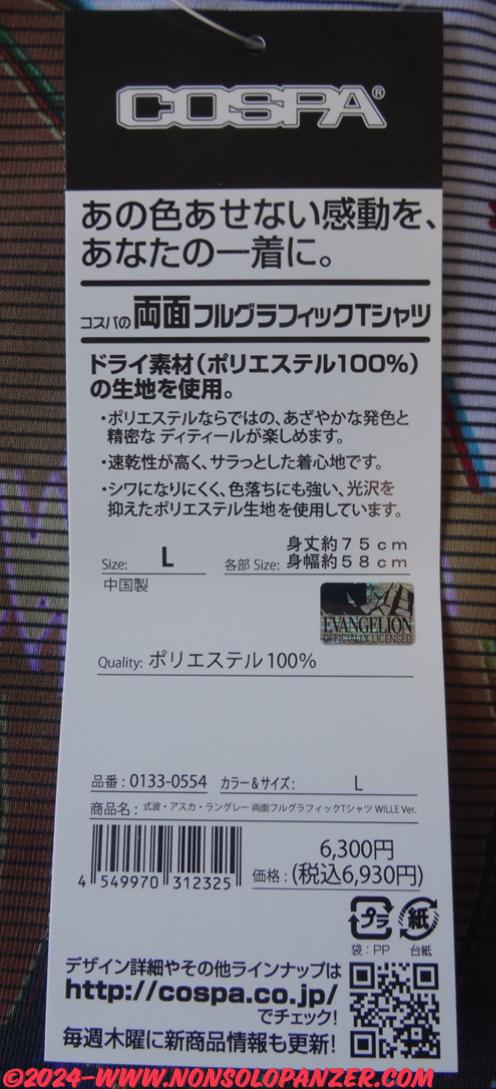 COSPA®
あの色あせない感動を、
あなたの一着に。
コスパの両面フルグラフィックTシャツ
ドライ素材(ポリエステル100%)
の生地を使用。
・ポリエステルならではの、あざやかな発色と
精密な ディティールが楽しめます。
・速乾性が高く、サラっとした着心地です。
・シワになりにくく、色落ちにも強い、光沢を
抑えたポリエステル生地を使用しています。
Size: L 各部 Size: 身丈約75cm
身幅約58cm
中国製
EVANGELION
OFFICIALLY LICENSED
Quality: ポリエステル100%
品番:0133-0554 カラー&サイズ: L
商品名: 式波・アスカ・ラングレー 両面フルグラフィックTシャツ WILLE Ver.
4 549970 312325
6,300円
価格:(税込6,930円)
プラ 紙
袋:PP 台紙
デザイン詳細やその他ラインナップは
http://cospa.co.jp/
でチェック!
毎週木曜に新商品情報も更新!
©2024-WWW.NONSOLOPANZER.COM